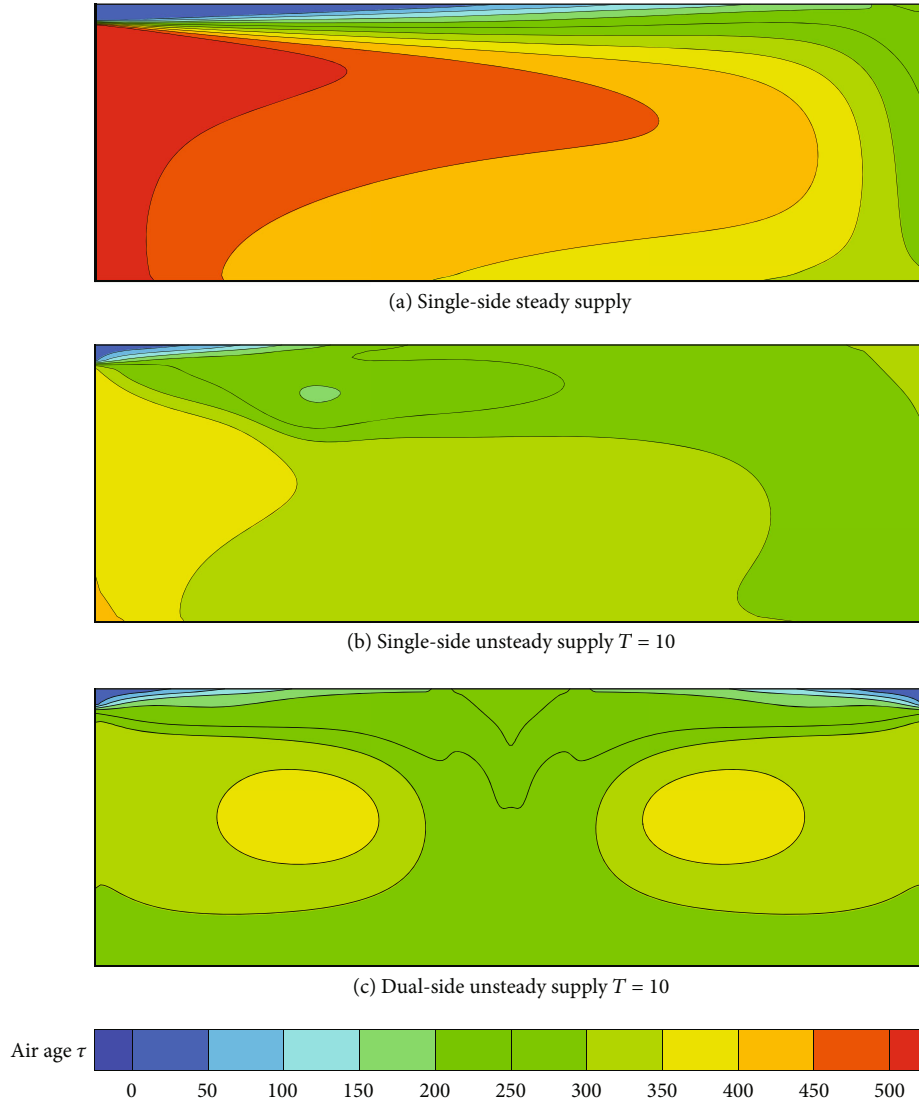 (a) Single-side steady supply
(b) Single-side unsteady supply T = 10
(c) Dual-side unsteady supply T = 10
Air age τ
0 50 100 150 200 250 300 350 400 450 500